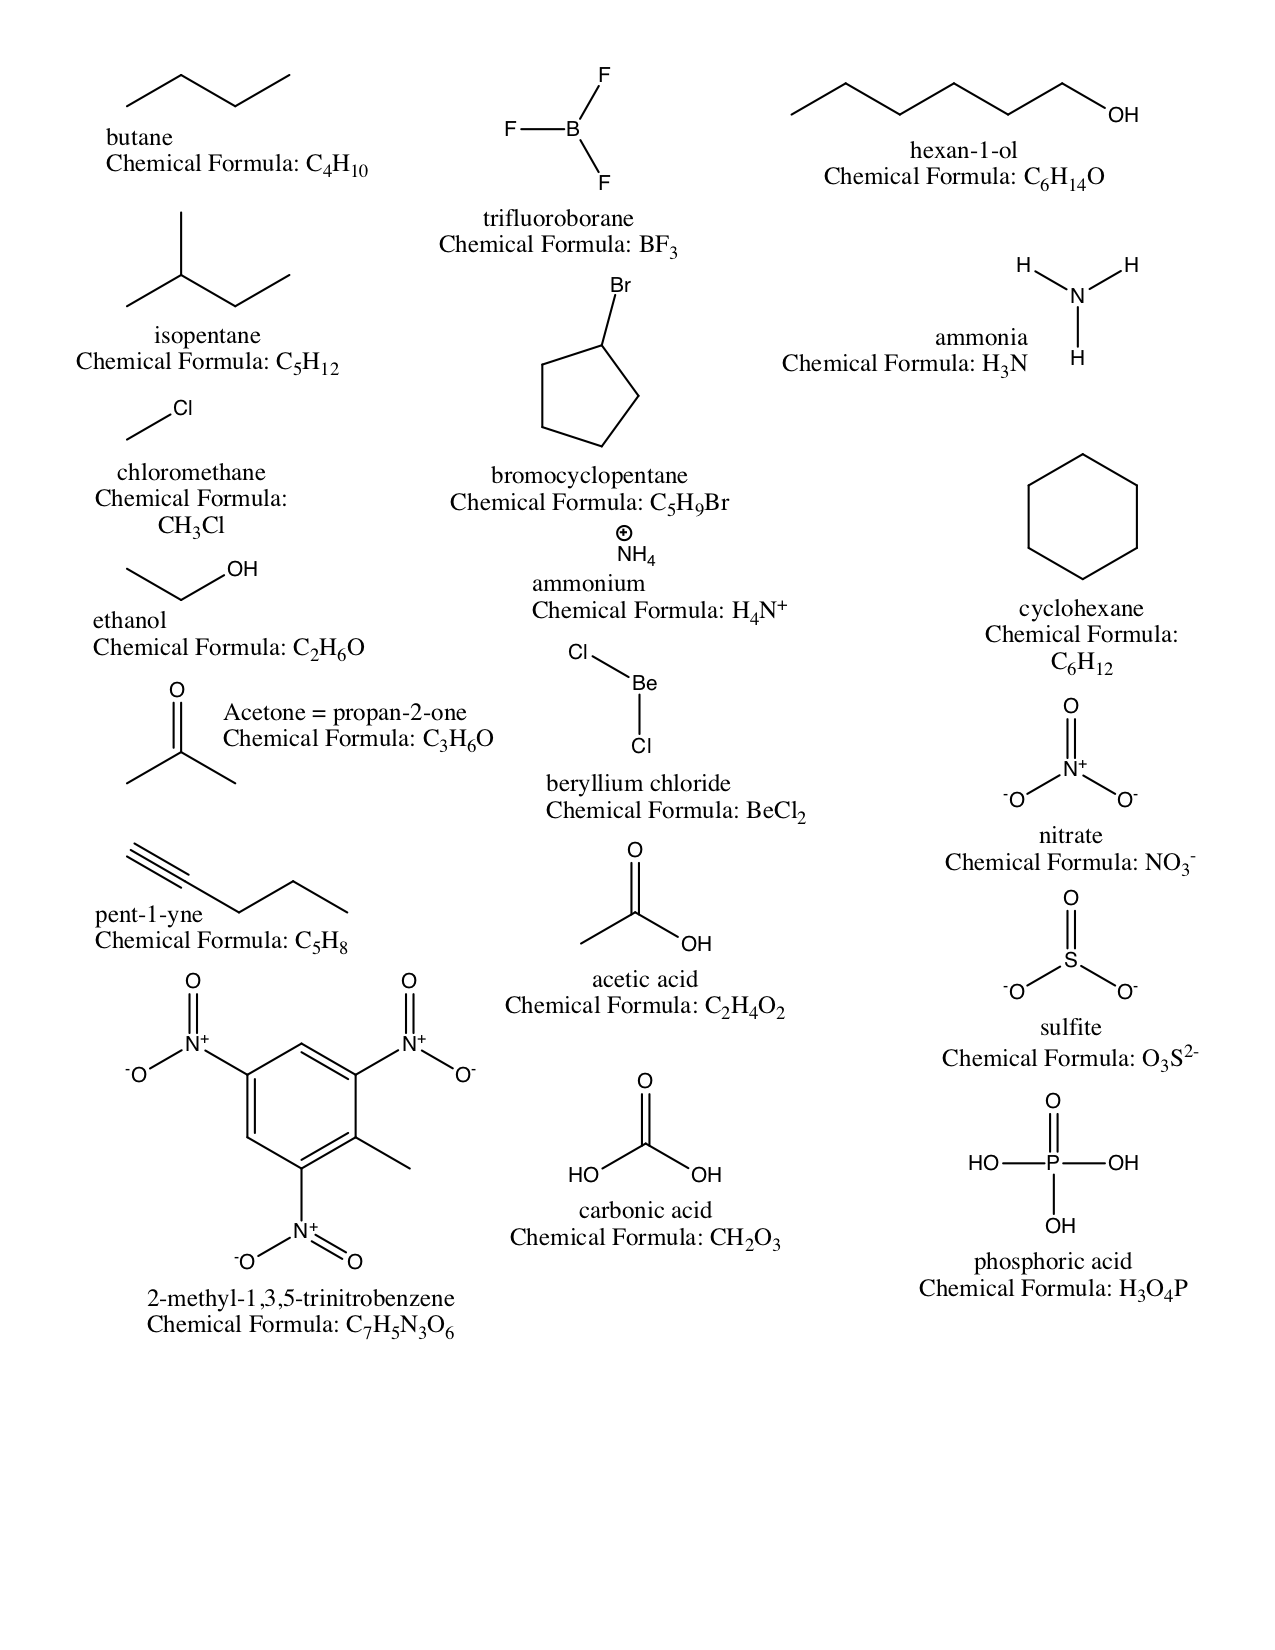 butane
Chemical Formula: C4H10
F
F B
F
trifluoroborane
Chemical Formula: BF3
OH
hexan-1-ol
Chemical Formula: C6H14O
isopentane
Chemical Formula: C5H12
Br
bromocyclopentane
Chemical Formula: C5H9Br
H H
N
H
ammonia
Chemical Formula: H3N
Cl
chloromethane
Chemical Formula:
CH3Cl
+
NH4
ammonium
Chemical Formula: H4N+
cyclohexane
Chemical Formula:
C6H12
OH
ethanol
Chemical Formula: C2H6O
Cl
Be
Cl
beryllium chloride
Chemical Formula: BeCl2
O
Acetone = propan-2-one
Chemical Formula: C3H6O
O
N+
-O O-
nitrate
Chemical Formula: NO3-
pent-1-yne
Chemical Formula: C5H8
O
OH
acetic acid
Chemical Formula: C2H4O2
O
S
-O O-
sulfite
Chemical Formula: O3S2-
O O
N+ N+
-O O-
N+
-O O
2-methyl-1,3,5-trinitrobenzene
Chemical Formula: C7H5N3O6
O
HO OH
carbonic acid
Chemical Formula: CH2O3
O
HO P OH
OH
phosphoric acid
Chemical Formula: H3O4P